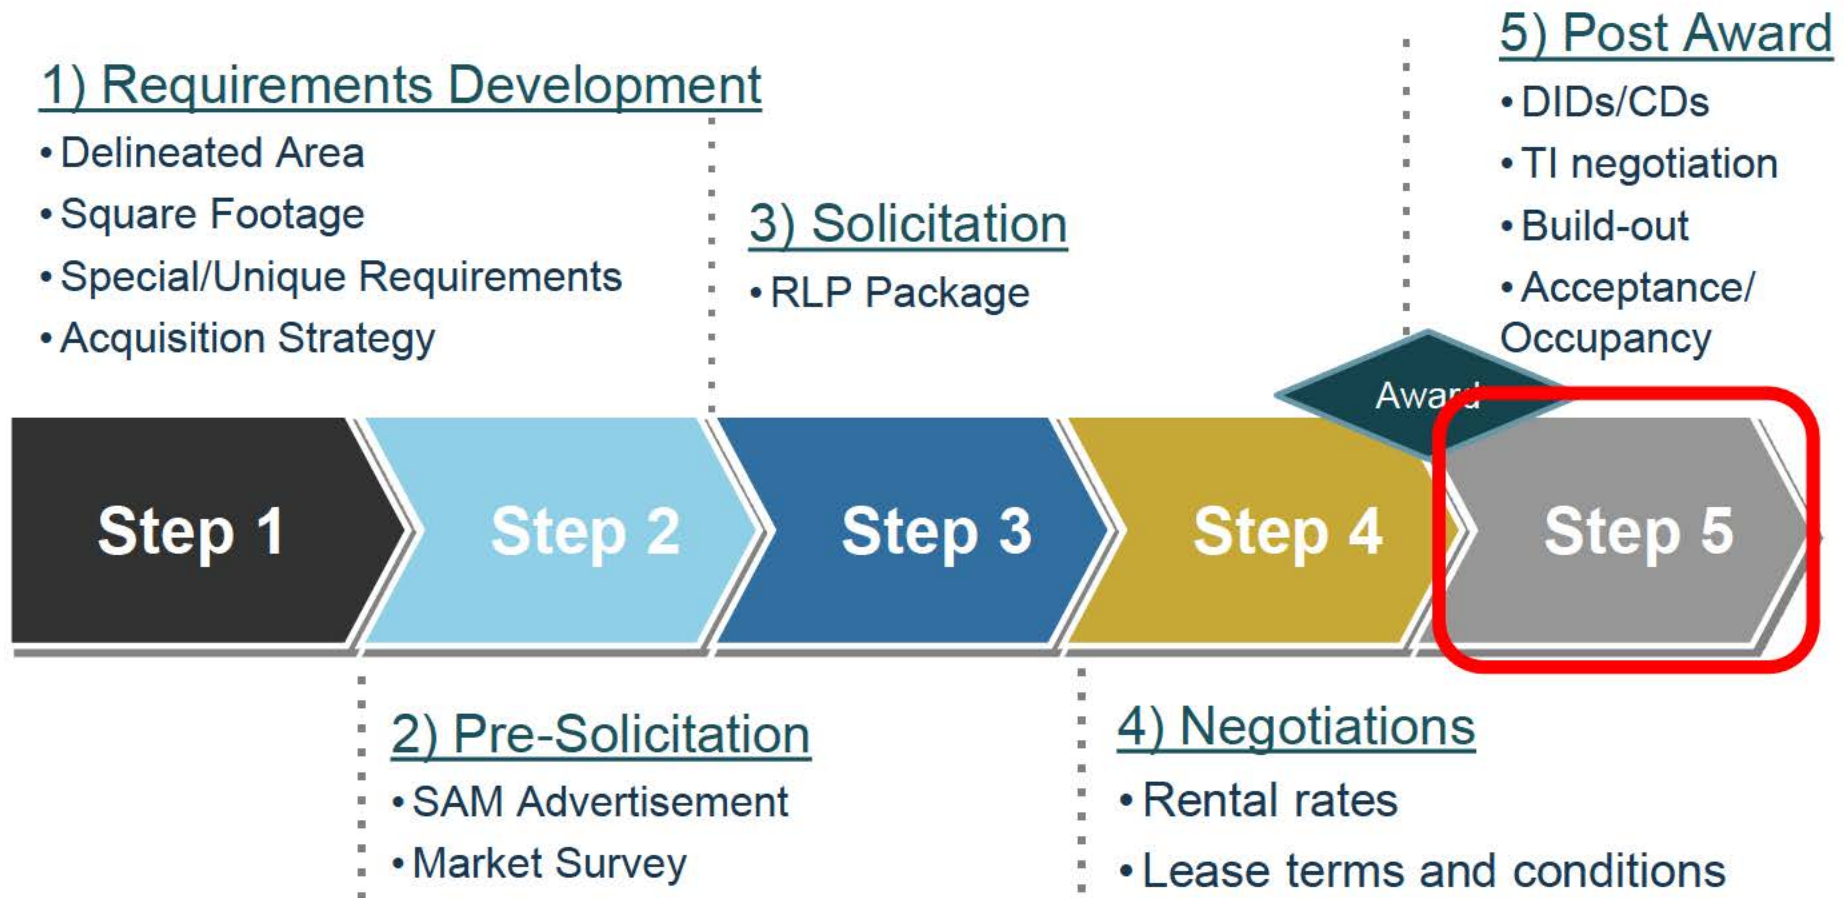 1) Requirements Development
• Delineated Area
• Square Footage
• Special/Unique Requirements
• Acquisition Strategy
3) Solicitation
• RLP Package
5) Post Award
• DIDs/CDs
• TI negotiation
• Build-out
• Acceptance/
Occupancy
Award
Step 1
Step 2
Step 3
Step 4
Step 5
2) Pre-Solicitation
• SAM Advertisement
• Market Survey
4) Negotiations
• Rental rates
• Lease terms and conditions